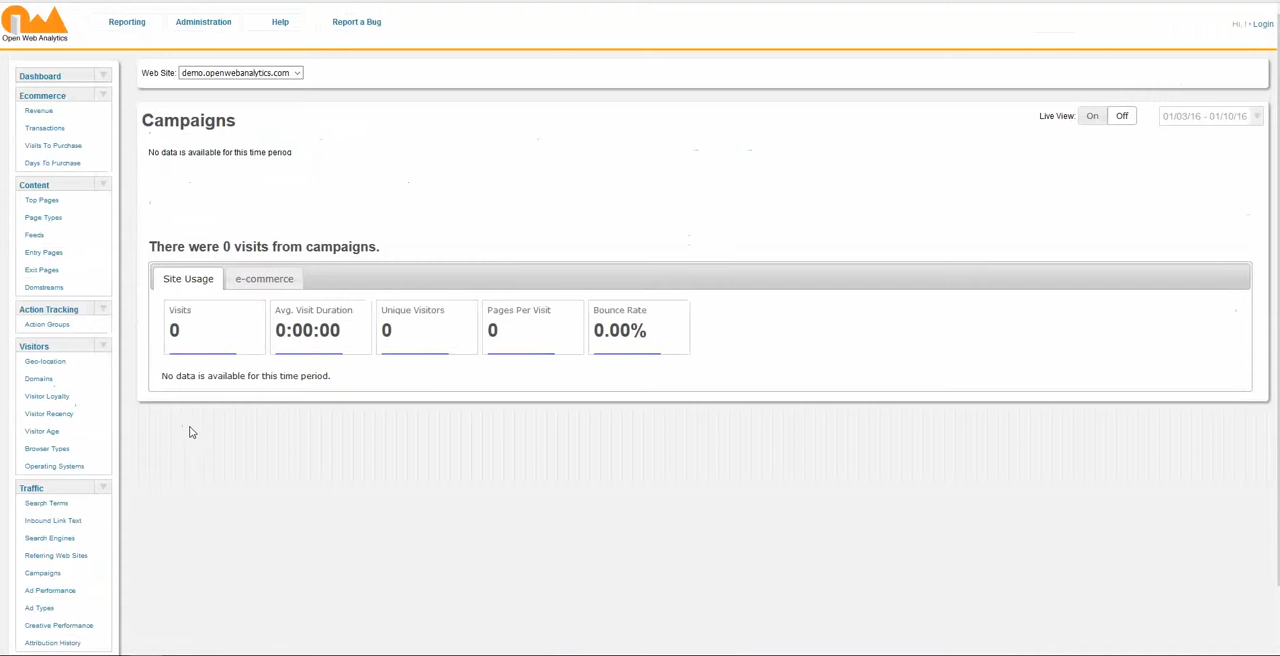 Open Web Analytics
Reporting
Administration
Help
Report a Bug
Hi, ! • Login
Dashboard
Ecommerce
Revenue
Transactions
Visits To Purchase
Days To Purchase
Content
Top Pages
Page Types
Feeds
Entry Pages
Exit Pages
Domstreams
Action Tracking
Action Groups
Visitors
Geo-location
Domains
Visitor Loyalty
Visitor Recency
Visitor Age
Browser Types
Operating Systems
Traffic
Search Terms
Inbound Link Text
Search Engines
Referring Web Sites
Campaigns
Ad Performance
Ad Types
Creative Performance
Attribution History
Web Site: demo.openwebanalytics.com
Campaigns
Live View: On Off
01/03/16 - 01/10/16
No data is available for this time period
There were 0 visits from campaigns.
Site Usage
e-commerce
Visits
0
Avg. Visit Duration
0:00:00
Unique Visitors
0
Pages Per Visit
0
Bounce Rate
0.00%
No data is available for this time period.